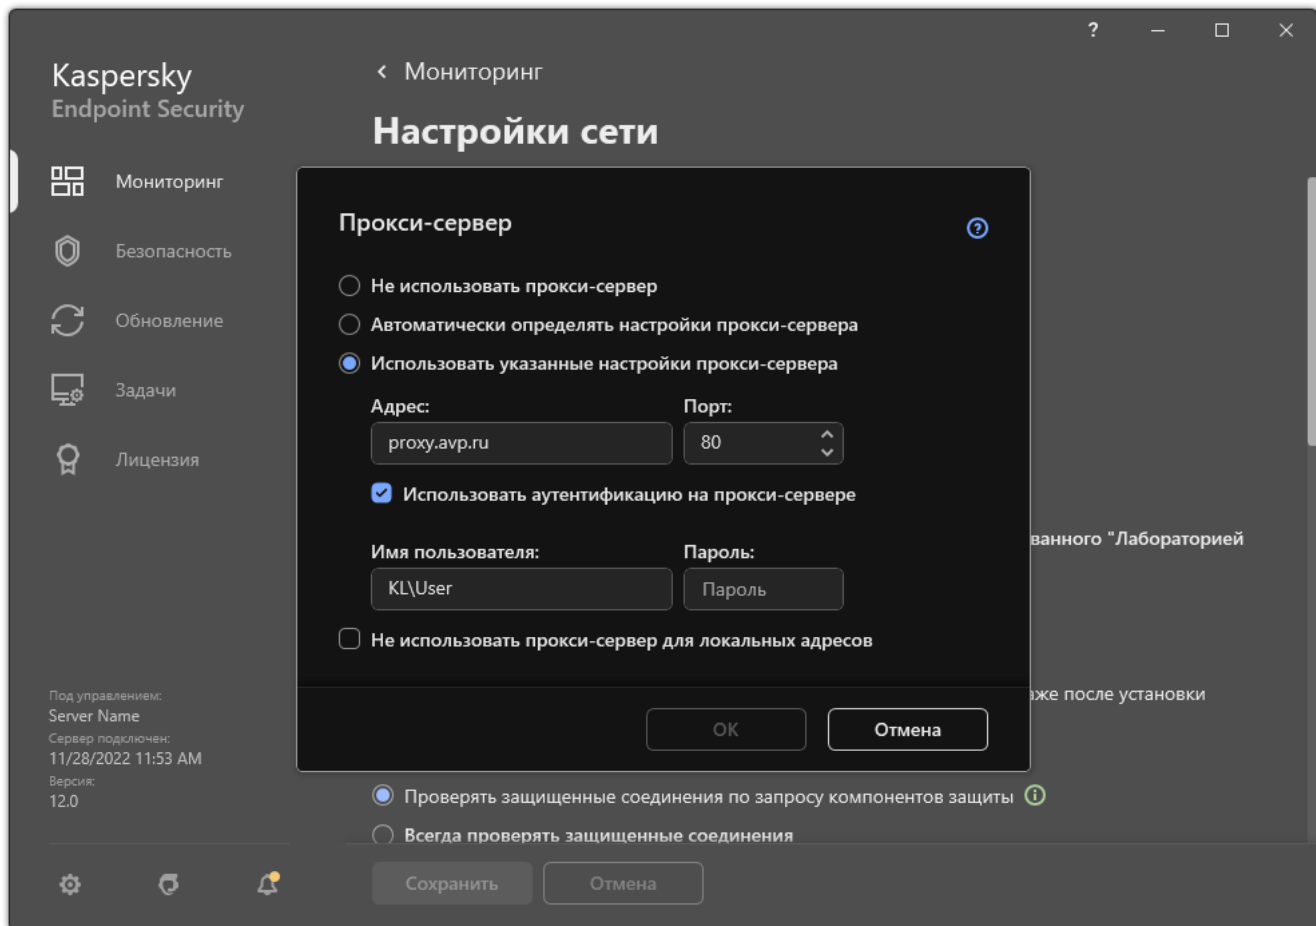 ?
Kaspersky
Endpoint Security
Мониторинг
Безопасность
Обновление
Задачи
Лицензия
Под управлением:
Server Name
Сервер подключен:
11/28/2022 11:53 AM
Версия:
12.0
Мониторинг
Настройки сети
Прокси-сервер
?
Не использовать прокси-сервер
Автоматически определять настройки прокси-сервера
Использовать указанные настройки прокси-сервера
Адрес: Порт:
proxy.avp.ru 80
Использовать аутентификацию на прокси-сервере
Имя пользователя: Пароль:
KL\User Пароль
Не использовать прокси-сервер для локальных адресов
ОК Отмена
ванного "Лабораторией
же после установки
Проверять защищенные соединения по запросу компонентов защиты
Всегда проверять защищенные соединения
Сохранить Отмена